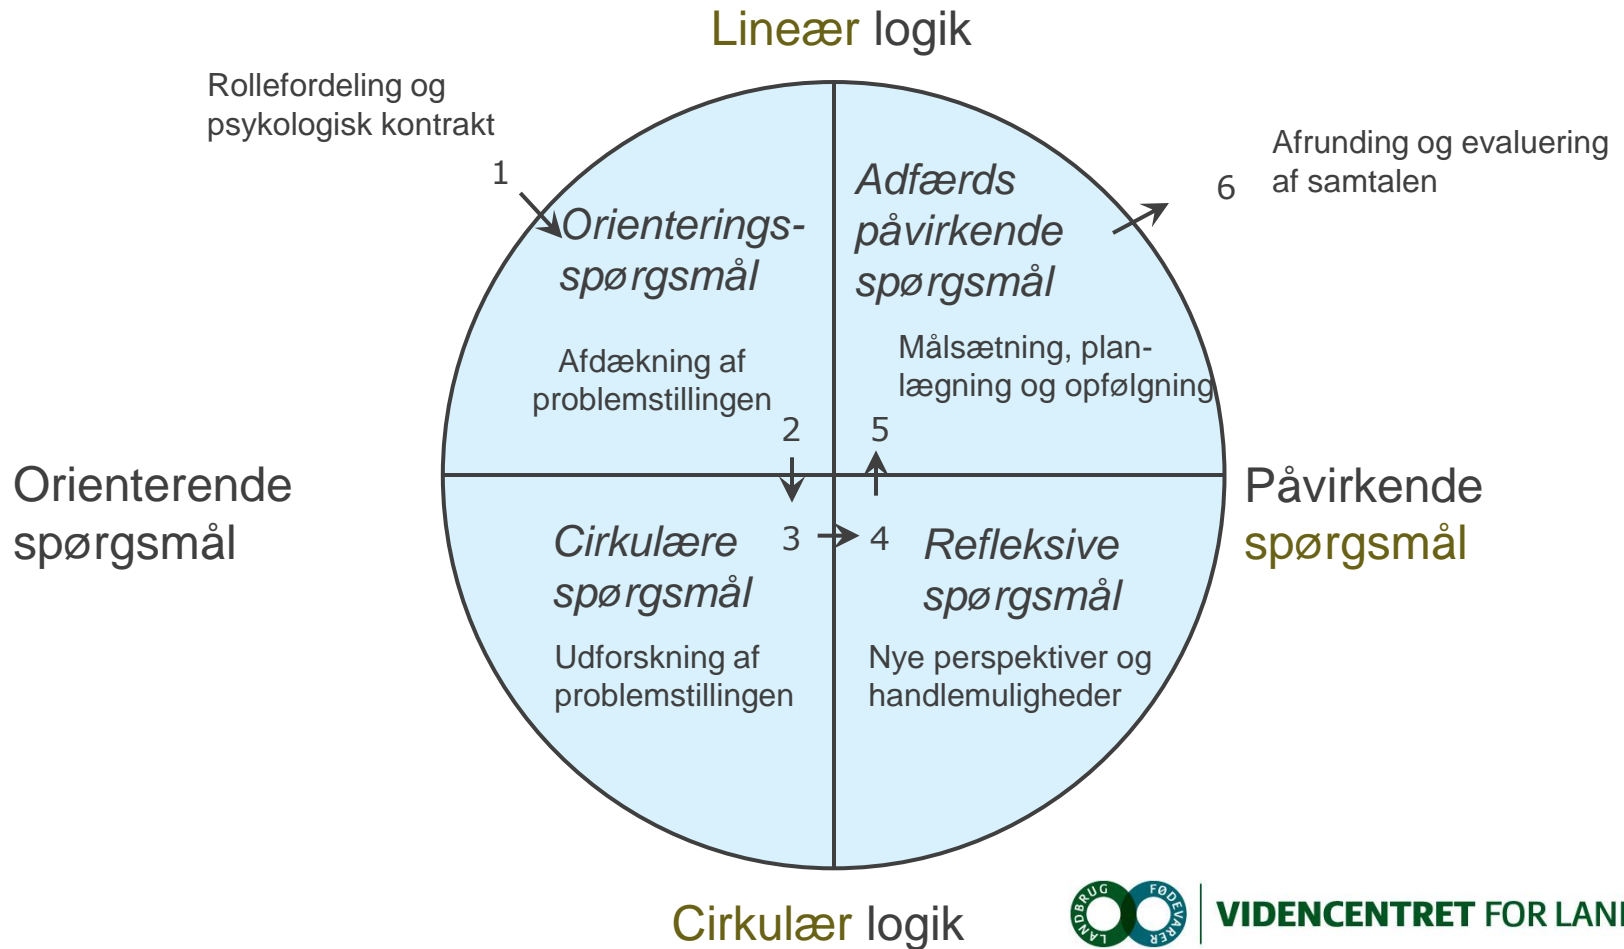 Lineær logik
Rollefordeling og
psykologisk kontrakt
1
Orienterings-
spørgsmål
Afdækning af
problemstillingen
2
Adfærds
påvirkende
spørgsmål
Målsætning, plan-
lægning og opfølgning
5
6
Afrunding og evaluering
af samtalen
Orienterende
spørgsmål
Påvirkende
spørgsmål
Cirkulære
spørgsmål
3
Udforskning af
problemstillingen
4
Refleksive
spørgsmål
Nye perspektiver og
handlemuligheder
Cirkulær logik
LANDBRUG
FØDEVARER
VIDENCENTRET FOR LAN